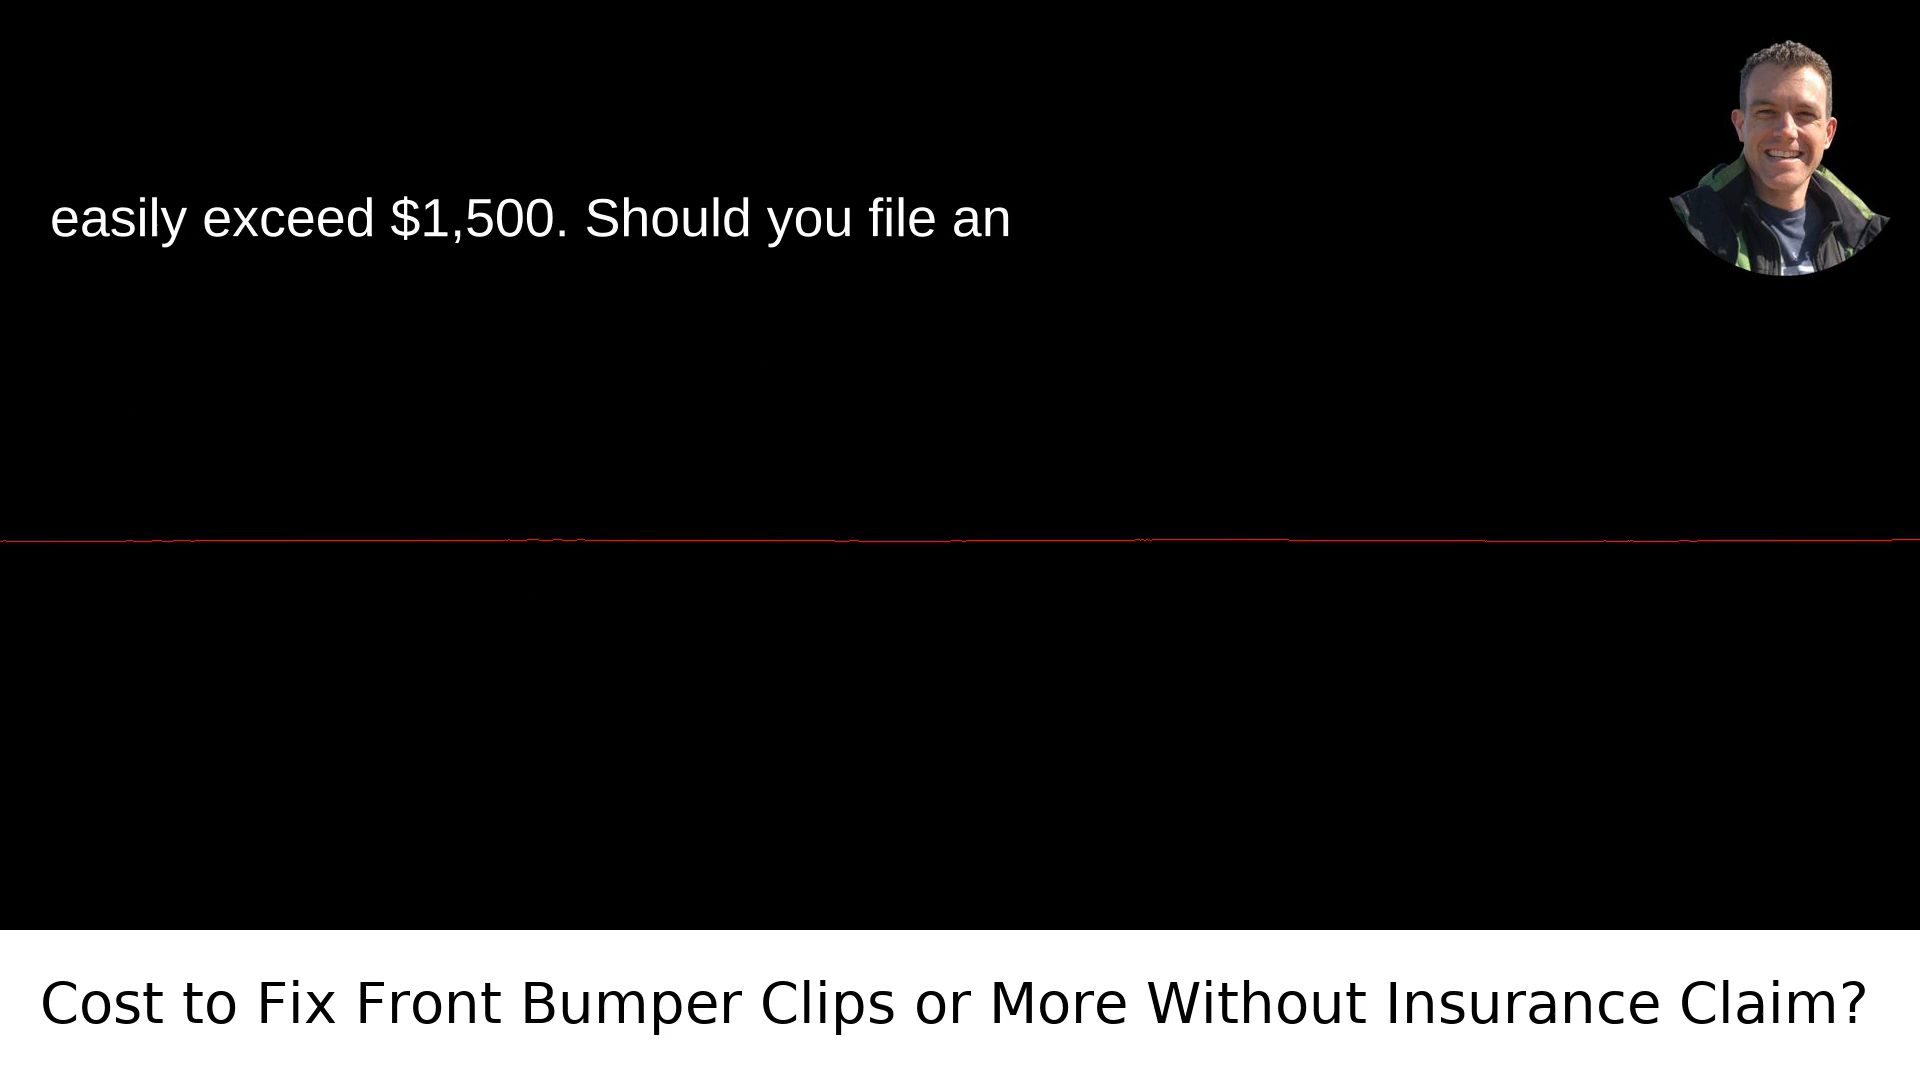 easily exceed $1,500. Should you file an
Cost to Fix Front Bumper Clips or More Without Insurance Claim?